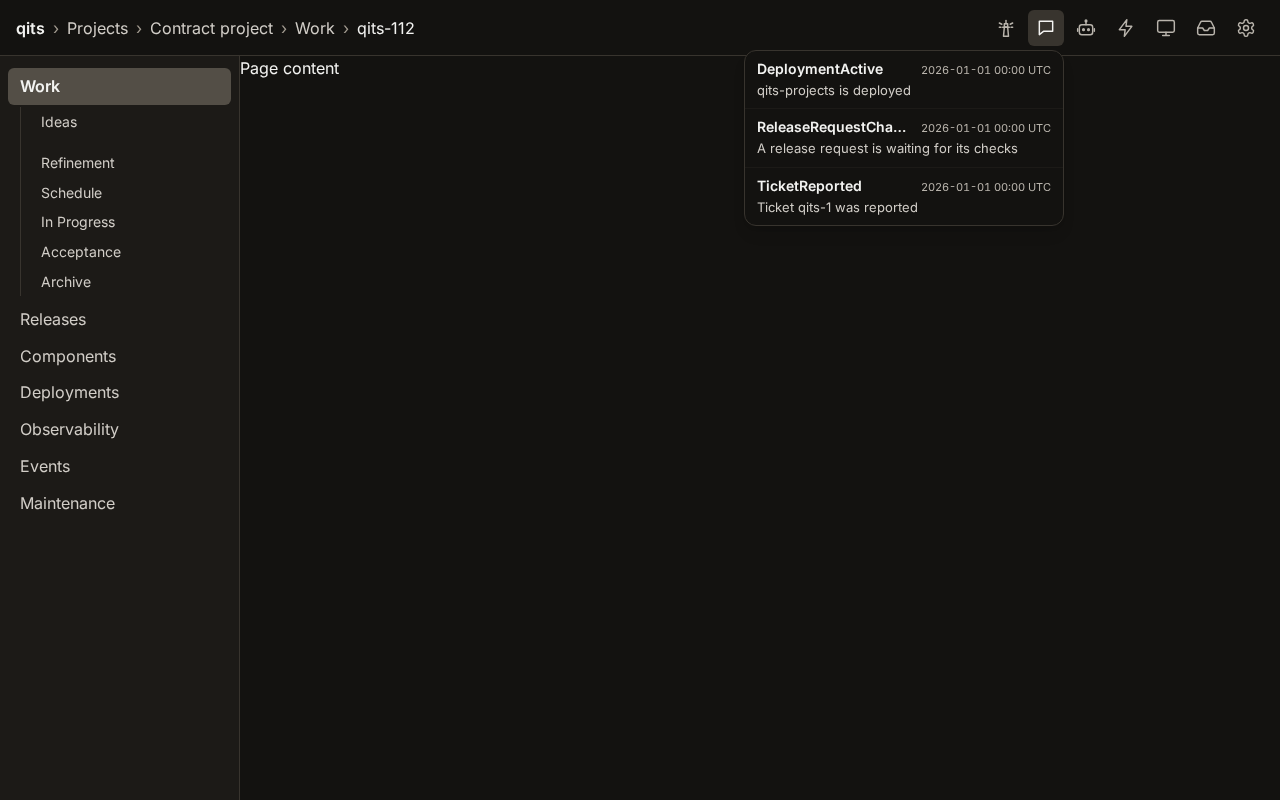 qits › Projects › Contract project › Work › qits-112
Work
Ideas
Refinement
Schedule
In Progress
Acceptance
Archive
Releases
Components
Deployments
Observability
Events
Maintenance
Page content
DeploymentActive 2026-01-01 00:00 UTC
qits-projects is deployed
ReleaseRequestCha... 2026-01-01 00:00 UTC
A release request is waiting for its checks
TicketReported 2026-01-01 00:00 UTC
Ticket qits-1 was reported